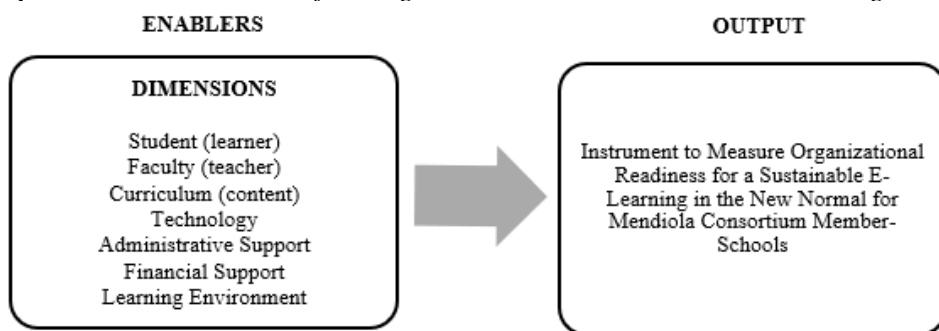 ENABLERS
DIMENSIONS
Student (learner)
Faculty (teacher)
Curriculum (content)
Technology
Administrative Support
Financial Support
Learning Environment
OUTPUT
Instrument to Measure Organizational
Readiness for a Sustainable E-
Learning in the New Normal for
Mendiola Consortium Member-
Schools